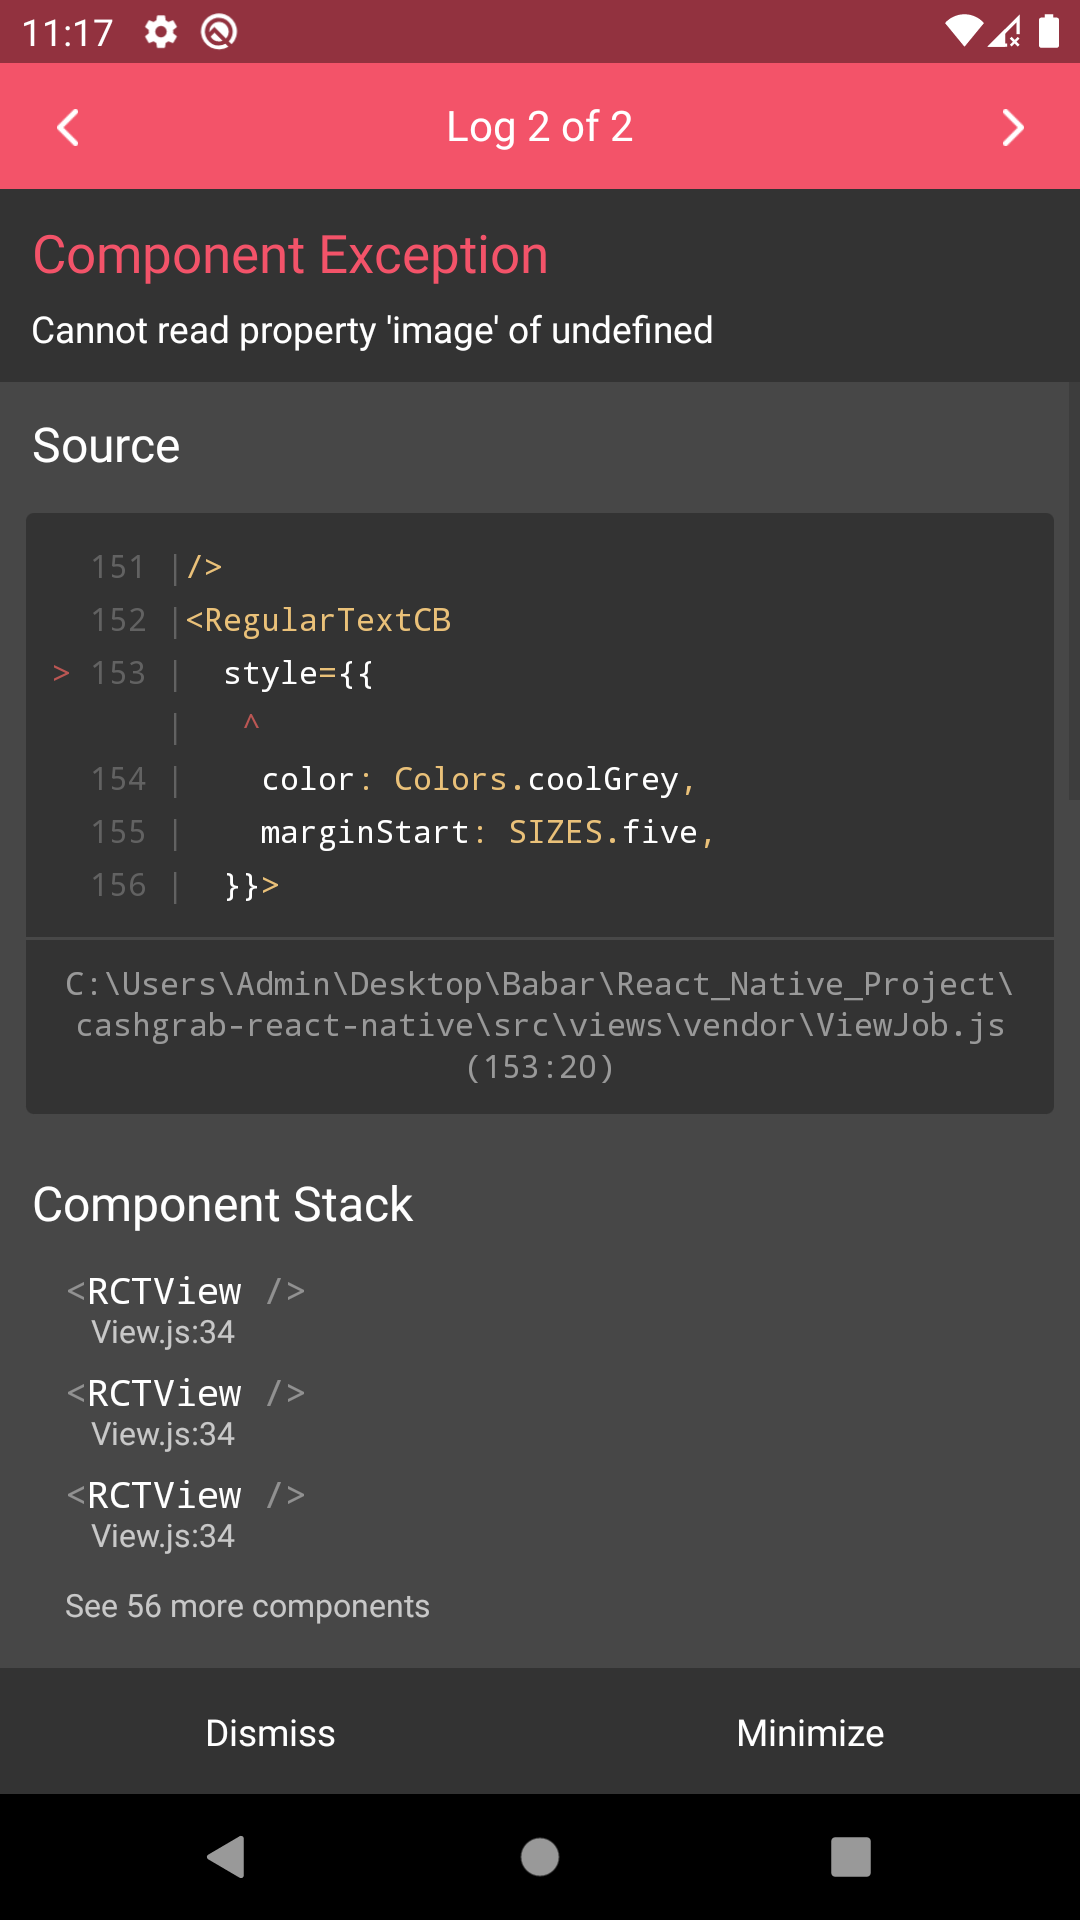 11:17
Log 2 of 2
Component Exception
Cannot read property 'image' of undefined
Source
151 |/>
152 |<RegularTextCB
> 153 |  style={{
|   ^
154 |    color: Colors.coolGrey,
155 |    marginStart: SIZES.five,
156 |  }}>
C:\Users\Admin\Desktop\Babar\React_Native_Project\
cashgrab-react-native\src\views\vendor\ViewJob.js
(153:20)
Component Stack
<RCTView />
View.js:34
<RCTView />
View.js:34
<RCTView />
View.js:34
See 56 more components
Dismiss Minimize